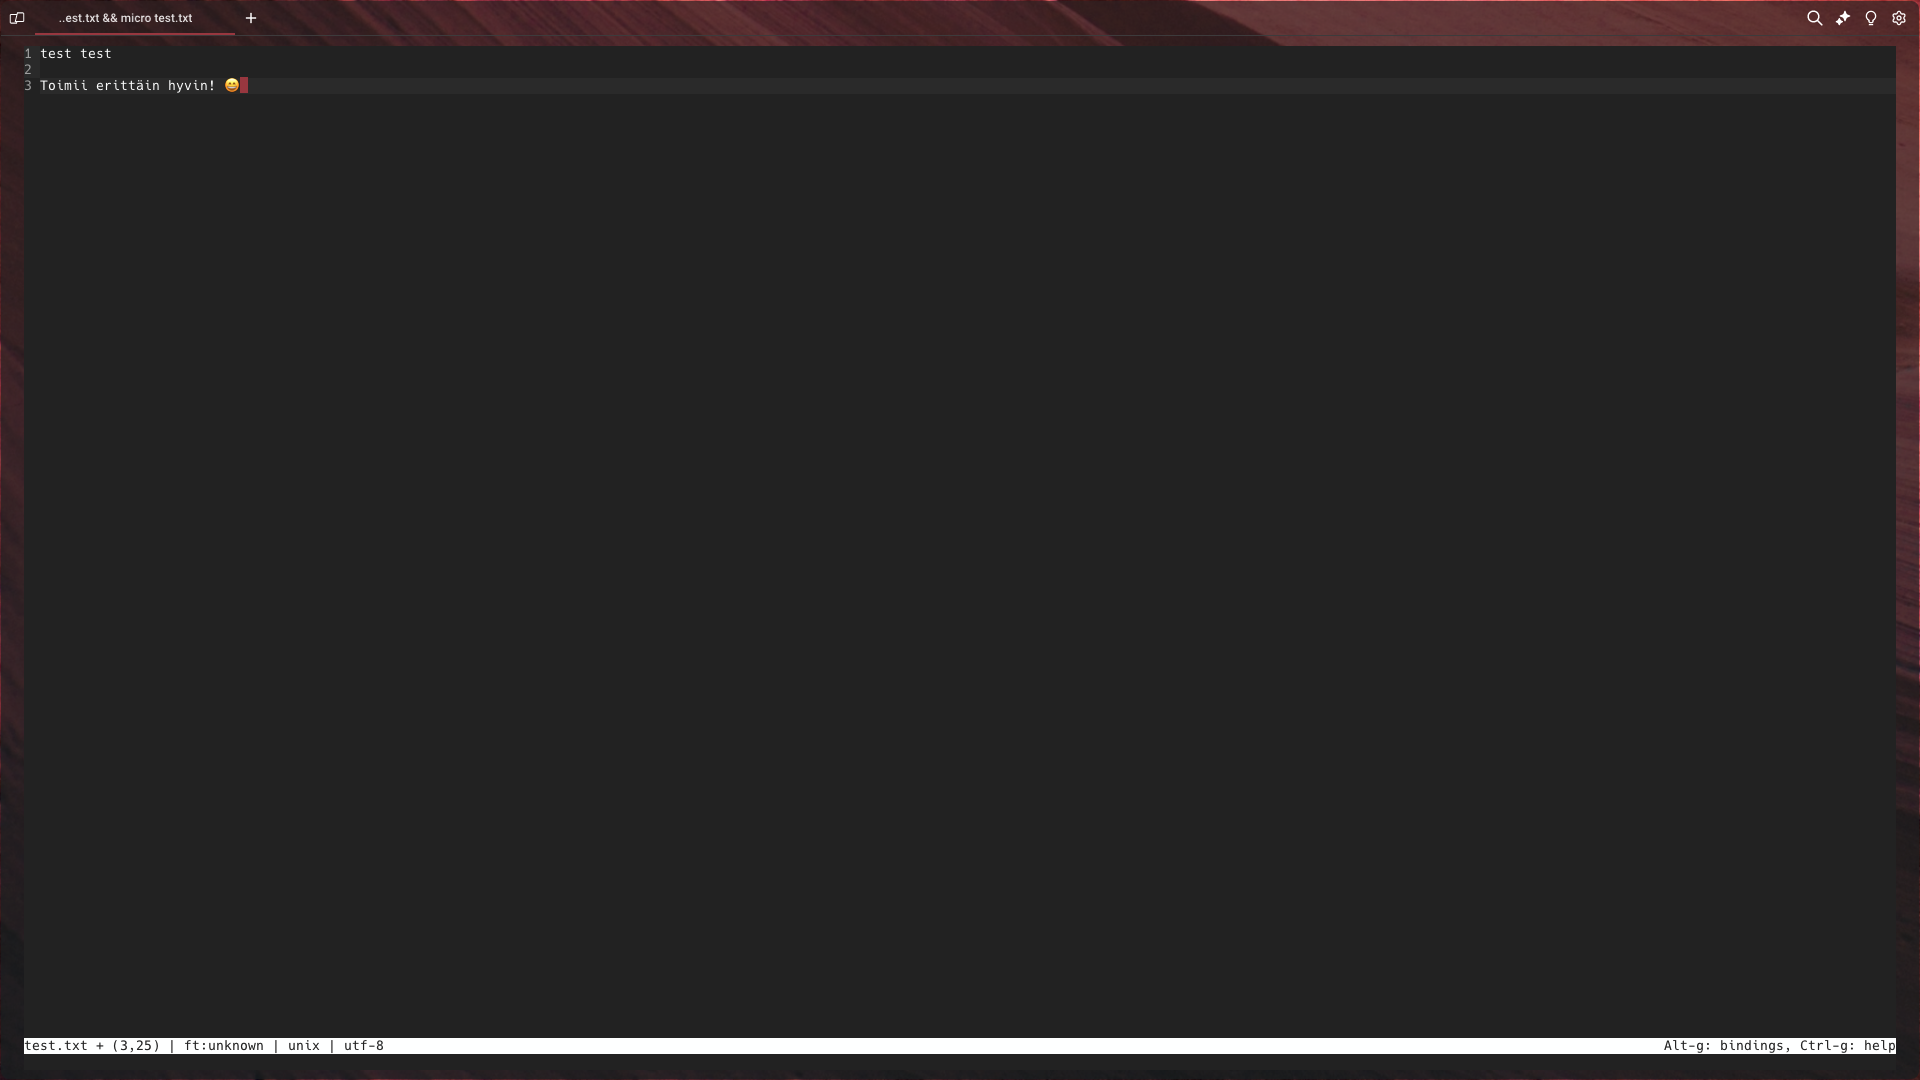 ..est.txt && micro test.txt
1 test test
2
3 Toimii erittäin hyvin! 😄
test.txt + (3,25) | ft:unknown | unix | utf-8 Alt-g: bindings, Ctrl-g: help